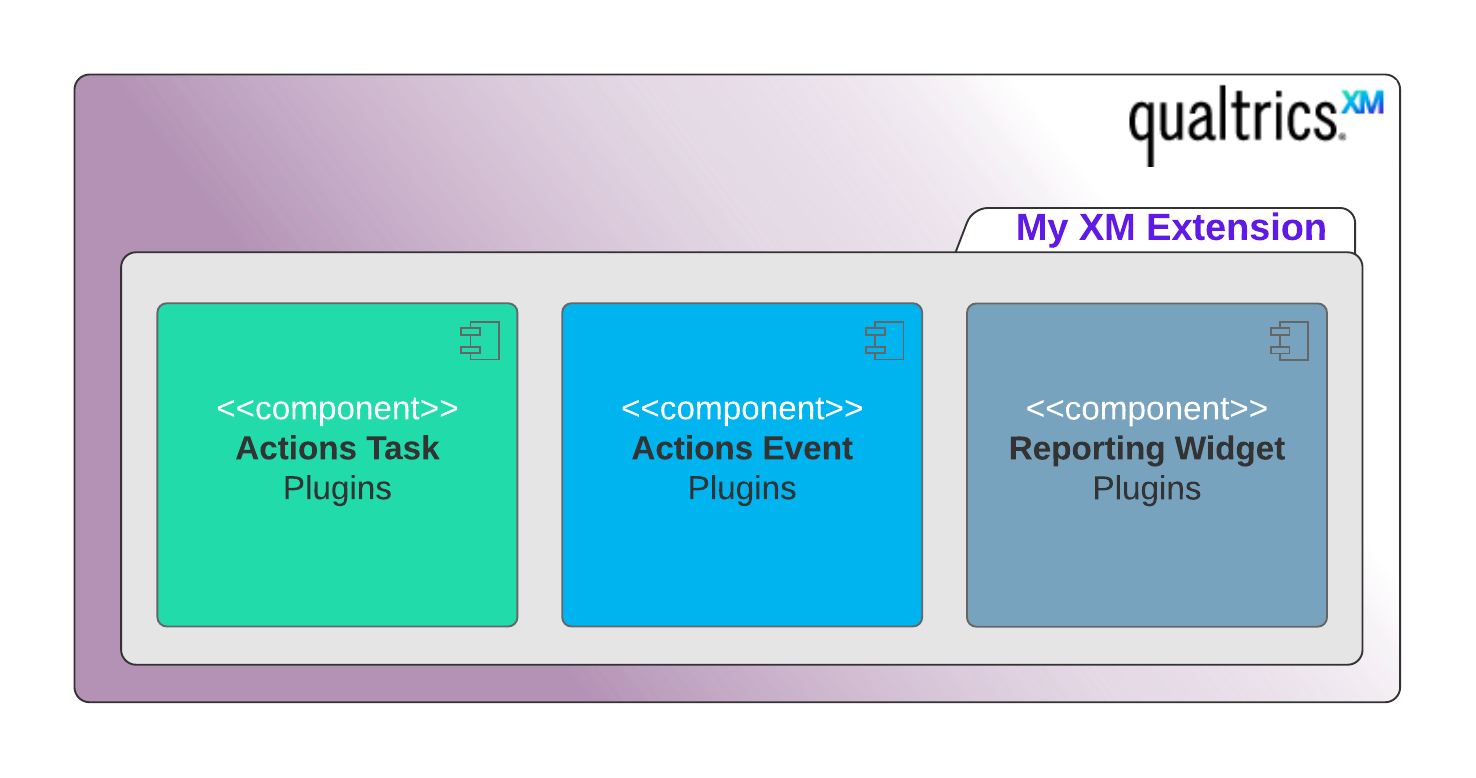 qualtrics.XM
My XM Extension
<<component>>
Actions Task
Plugins
<<component>>
Actions Event
Plugins
<<component>>
Reporting Widget
Plugins